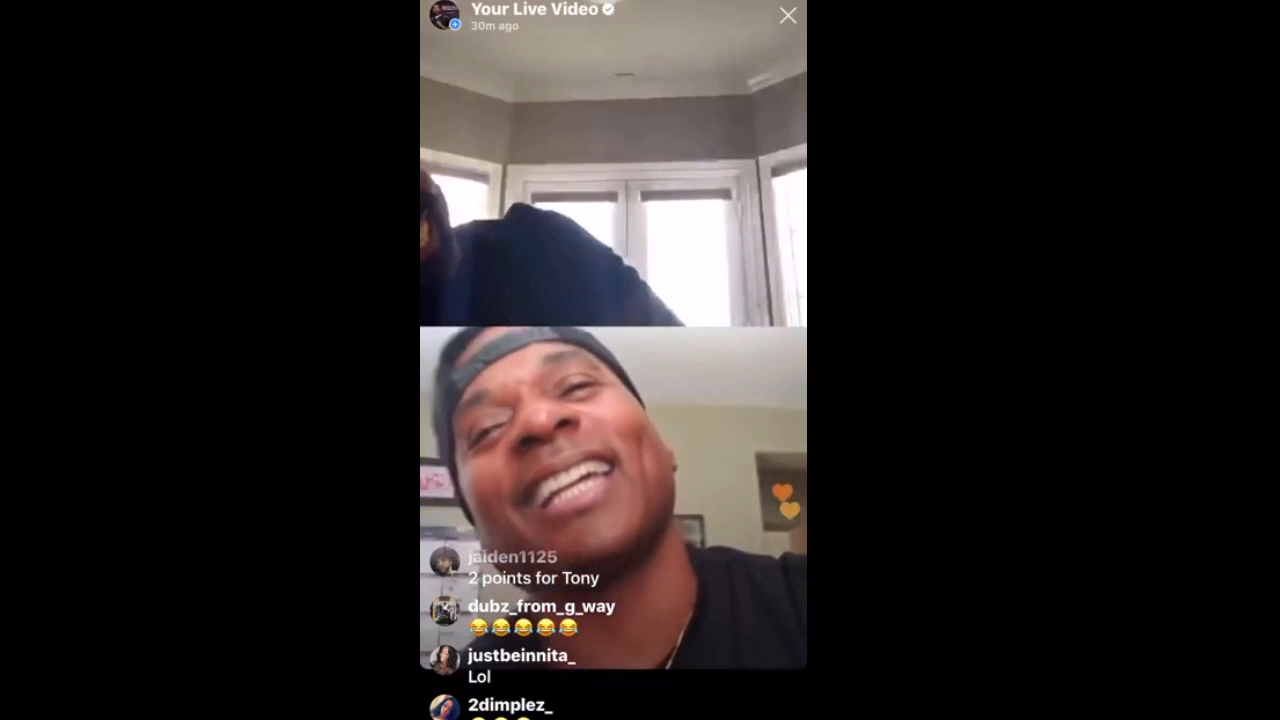 Your Live Video
30m ago
jaiden1125
2 points for Tony
dubz_from_g_way
😂😂😂😂😂
justbeinnita_
Lol
2dimplez_